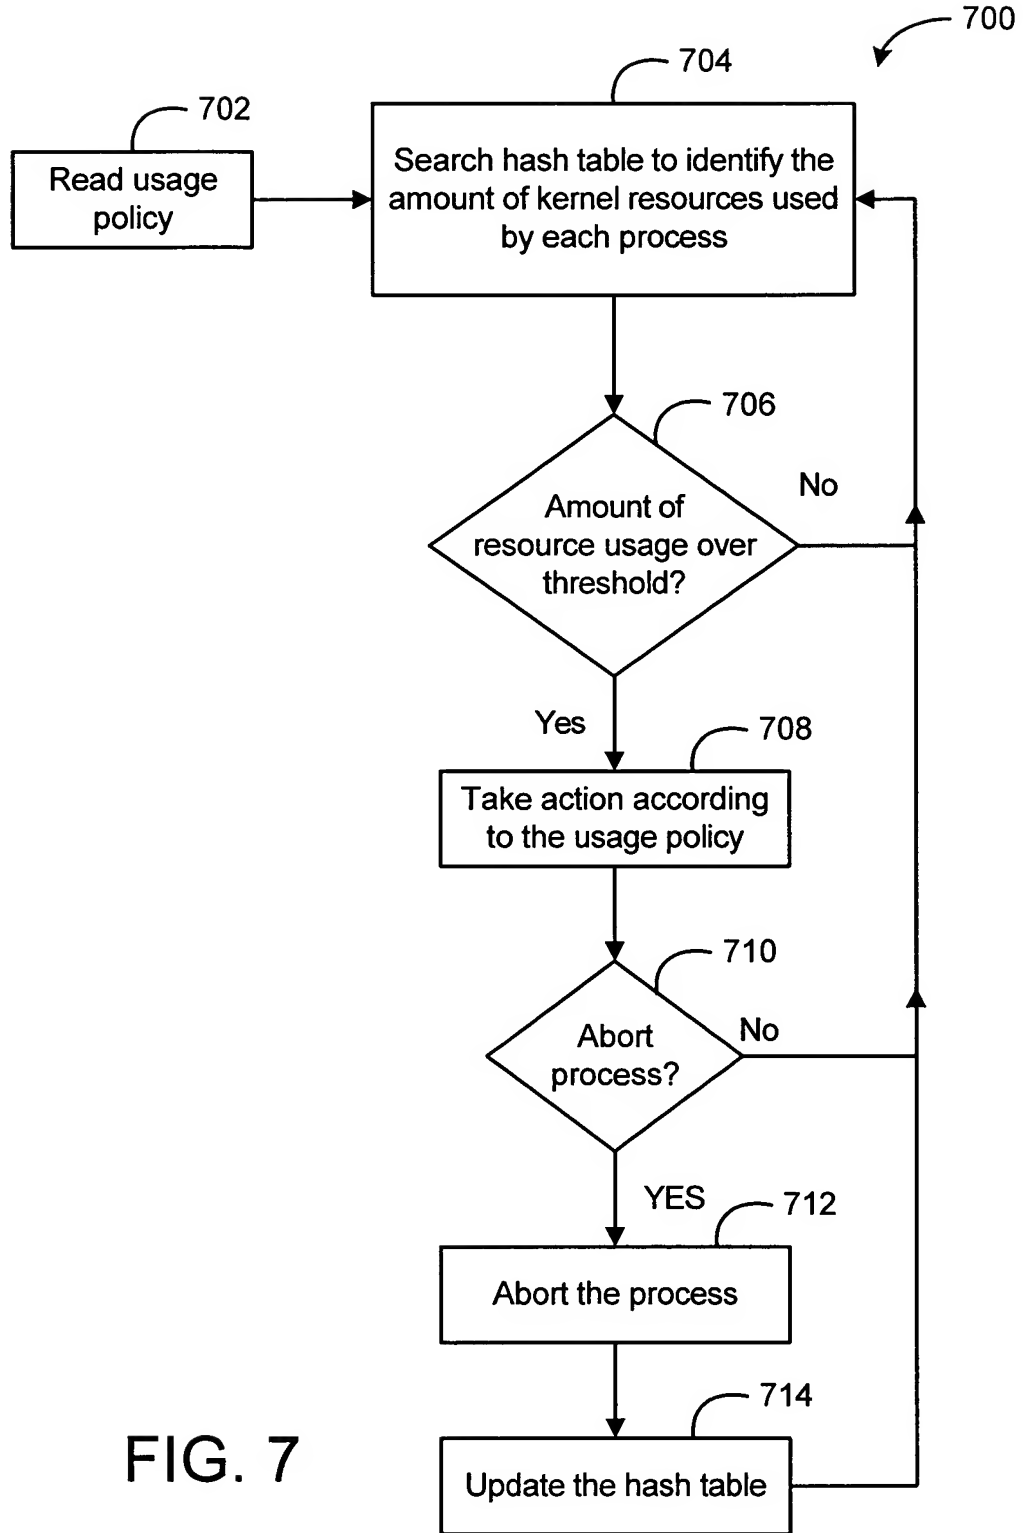 700
704
702
Read usage
policy
Search hash table to identify the
amount of kernel resources used
by each process
706
No
Amount of
resource usage over
threshold?
Yes
708
Take action according
to the usage policy
710
No
Abort
process?
YES
712
Abort the process
714
Update the hash table
FIG. 7